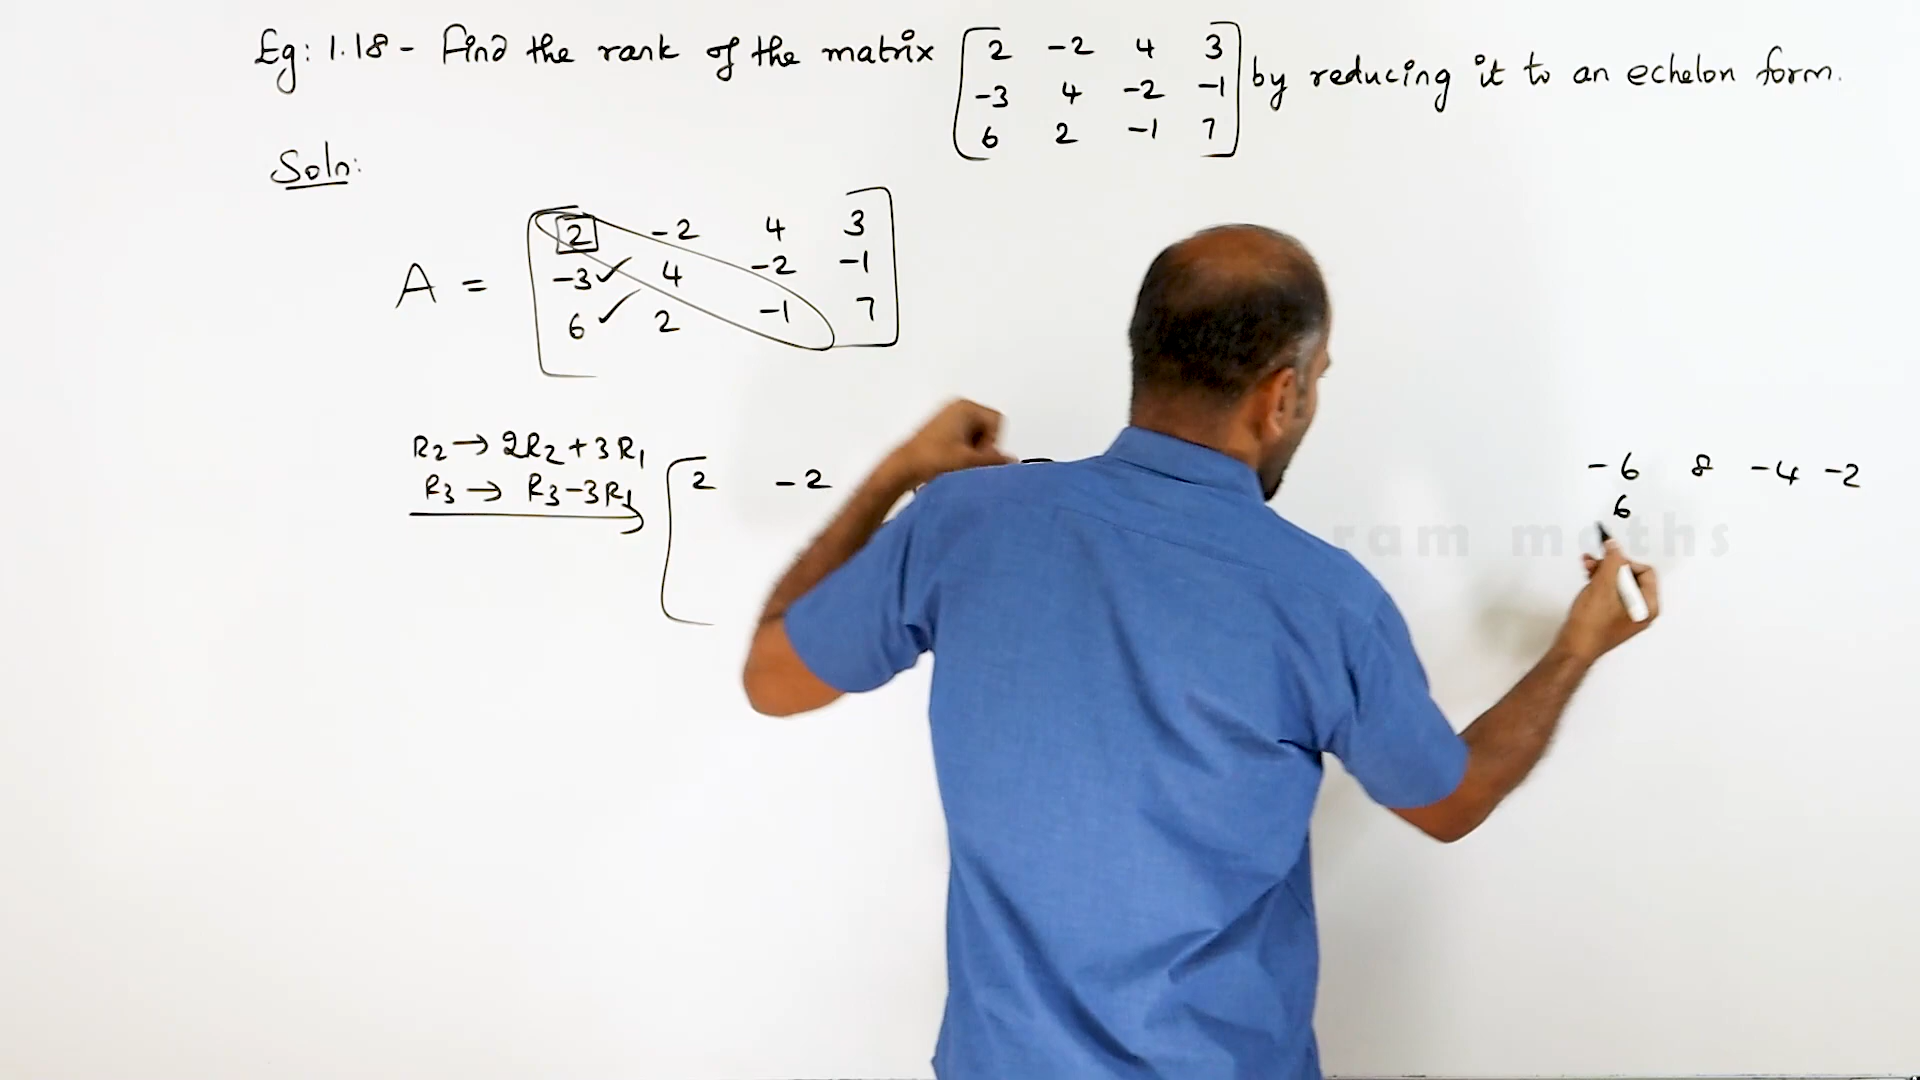 Eg: 1.18 - Find the rank of the matrix [2 -2 4 3
-3 4 -2 -1
6 2 -1 7] by reducing it to an echelon form.
Soln:
A = [2 -2 4 3
-3 ✓ 4 -2 -1
6 ✓ 2 -1 7]
R2 → 2R2 + 3R1
R3 → R3 - 3R1
[2 -2
-6 8 -4 -2
6
ram maths